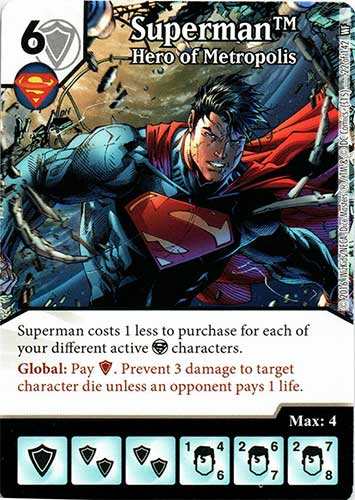 6
Superman™
Hero of Metropolis
Superman costs 1 less to purchase for each of
your different active characters.
Global: Pay . Prevent 3 damage to target
character die unless an opponent pays 1 life.
Max: 4
1 4 6
2 6 7
2 7 8